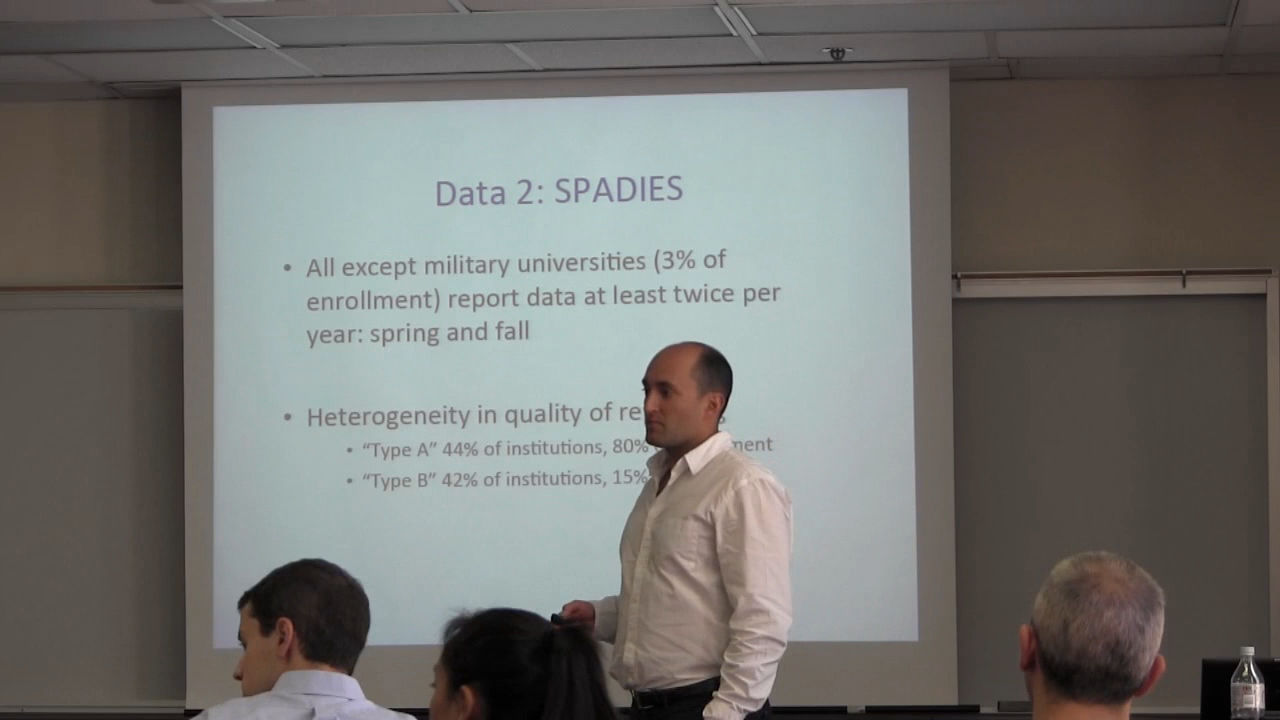 Data 2: SPADIES
• All except military universities (3% of
enrollment) report data at least twice per
year: spring and fall
• Heterogeneity in quality of
• “Type A” 44% of institutions, 80%
• “Type B” 42% of institutions, 15%